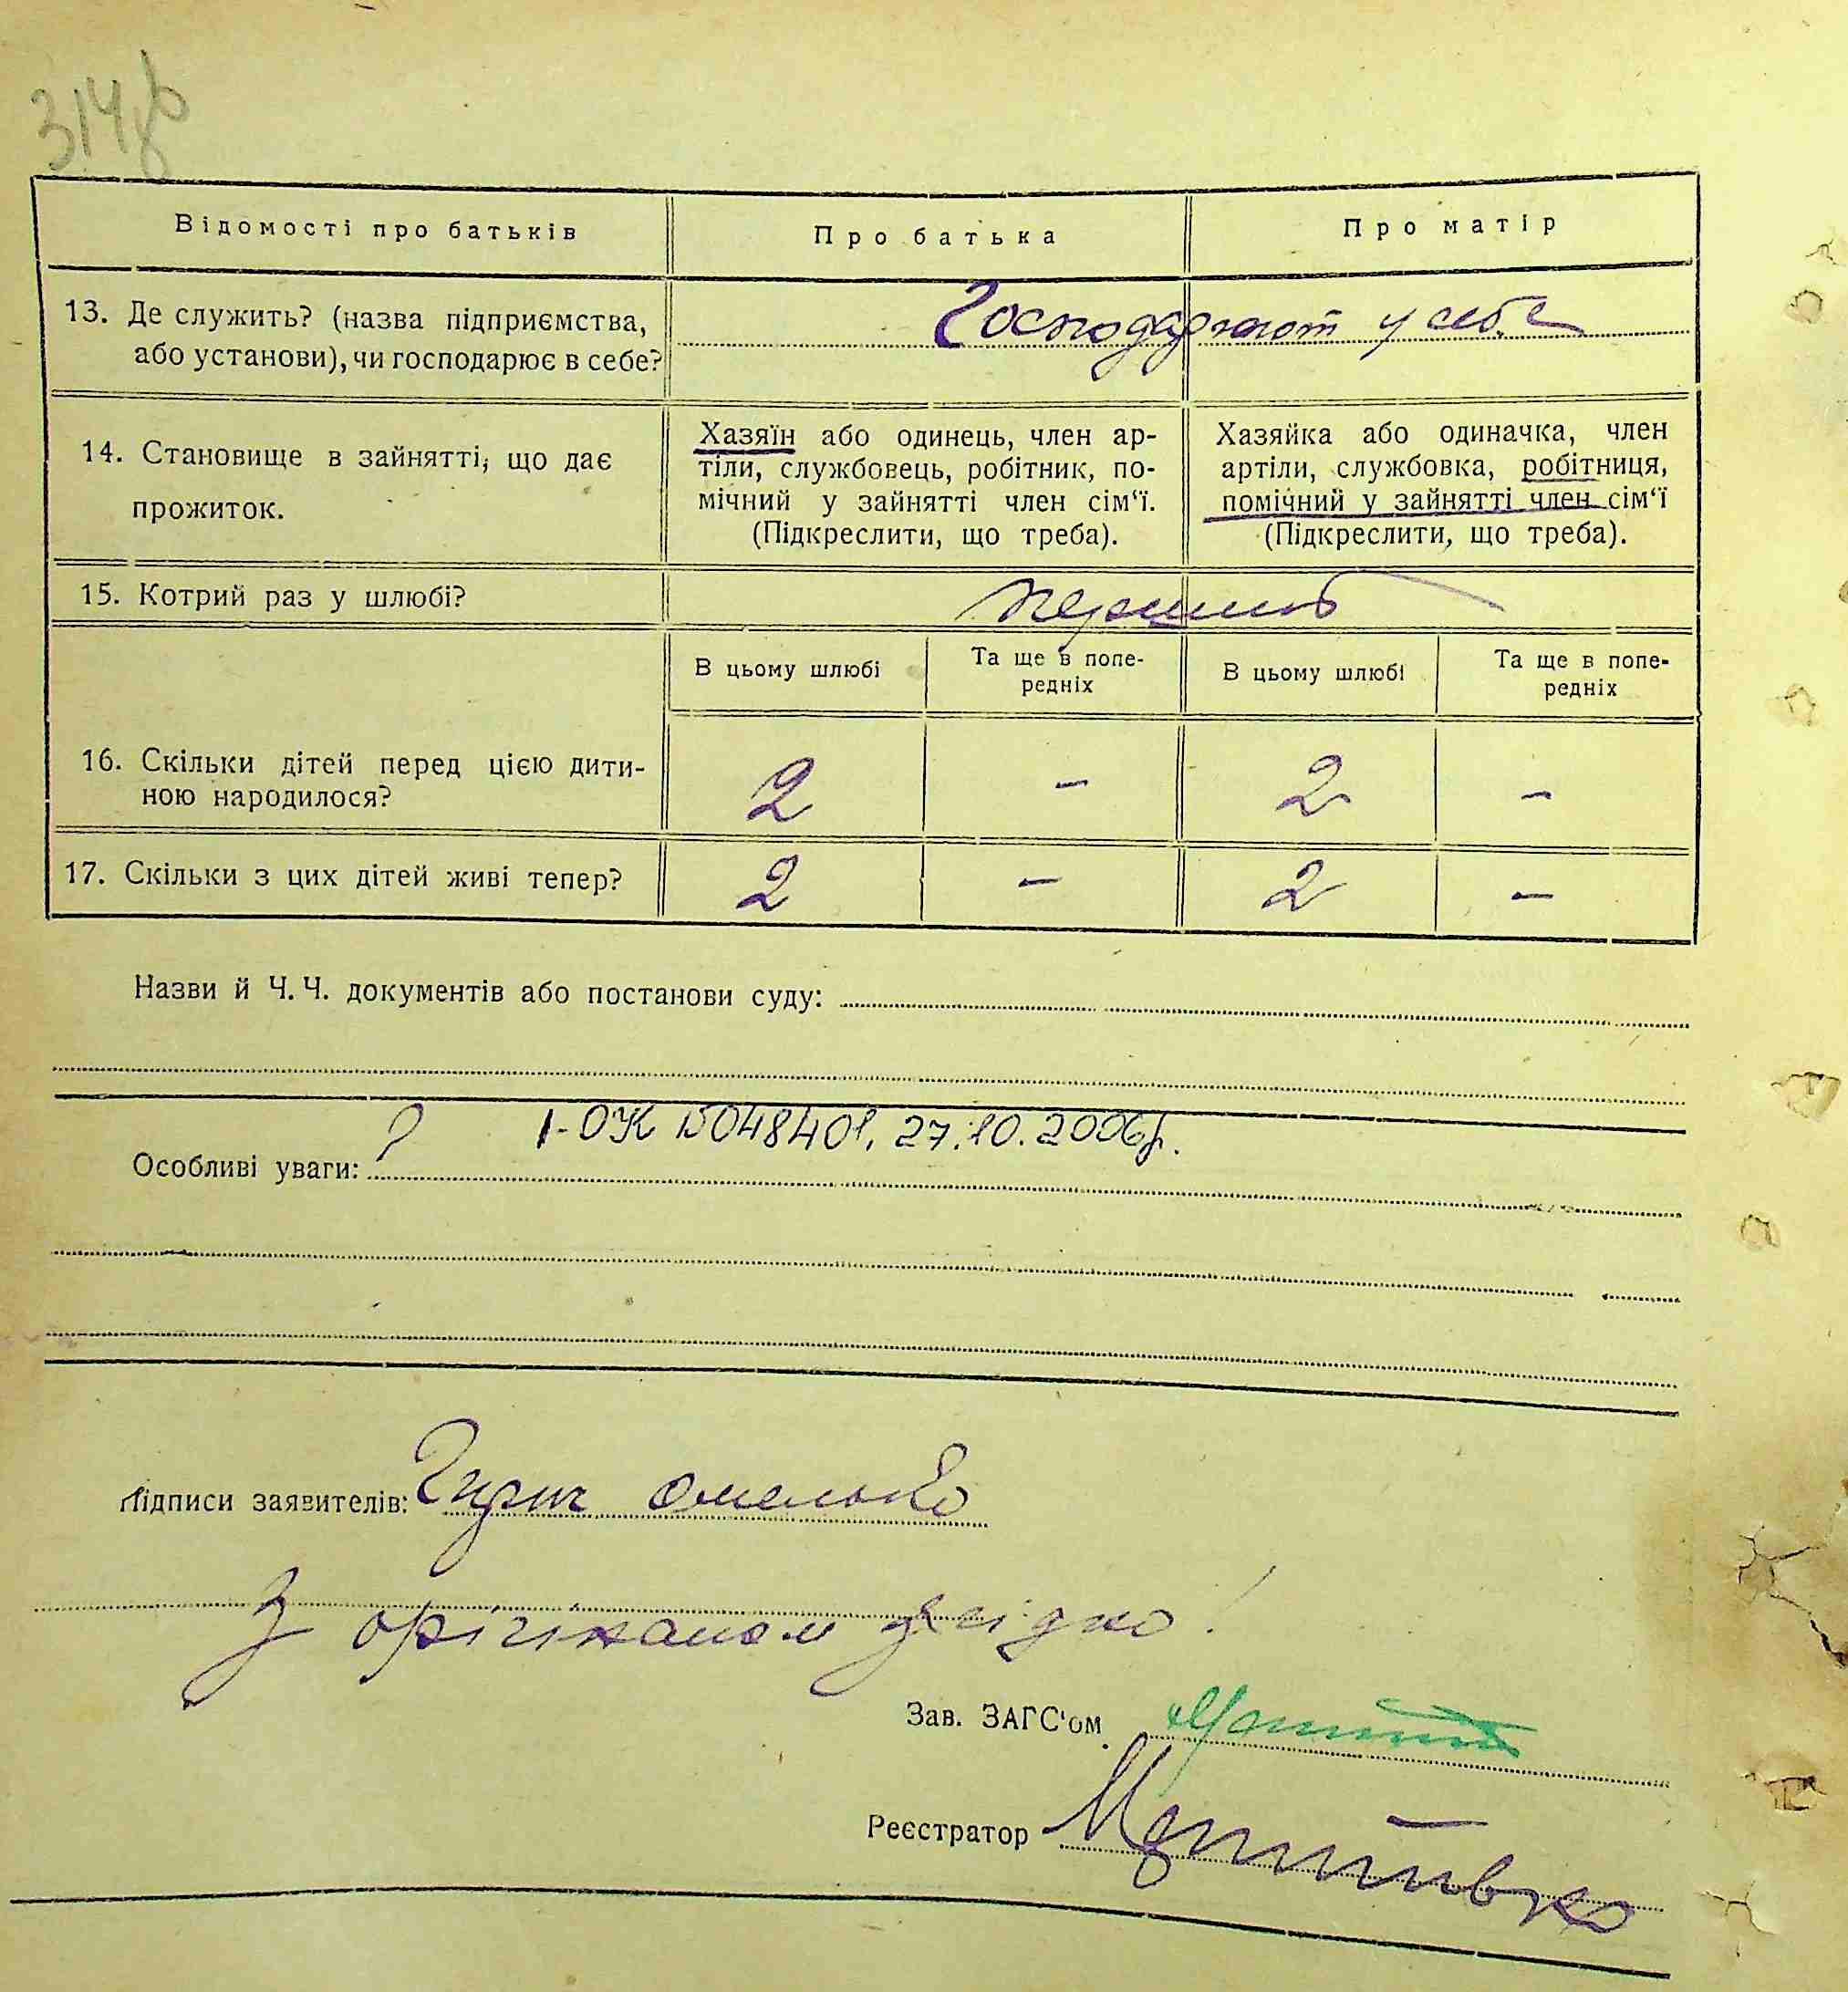 314зв
Відомості про батьків
Про батька
Про матір
13. Де служить? (назва підприємства,
або установи), чи господарює в себе?
Господарюют у себе
14. Становище в зайнятті, що дає
прожиток.
Хазяїн або одинець, член ар-
тіли, службовець, робітник, по-
мічний у зайнятті член сім‘ї.
(Підкреслити, що треба).
Хазяйка або одиначка, член
артіли, службовка, робітниця,
помічний у зайнятті член сім‘ї
(Підкреслити, що треба).
15. Котрий раз у шлюбі?
В цьому шлюбі
Та ще в попе-
редніх
В цьому шлюбі
Та ще в попе-
редніх
16. Скільки дітей перед цією дити-
ною народилося?
2 - 2 -
17. Скільки з цих дітей живі тепер?
2 - 2 -
Назви й Ч. Ч. документів або постанови суду:
Особливі уваги:
27.10.2006р.
Підписи заявителів: Омелько
З орігіналом згідно!
Зав. ЗАГС‘ом
Реєстратор